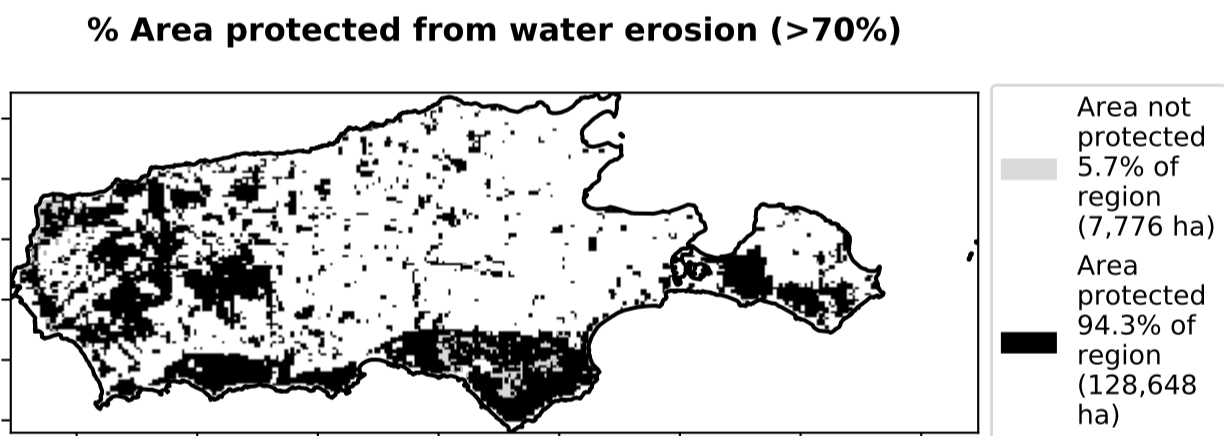 % Area protected from water erosion (>70%)
Area not
protected
5.7% of
region
(7,776 ha)
Area
protected
94.3% of
region
(128,648
ha)